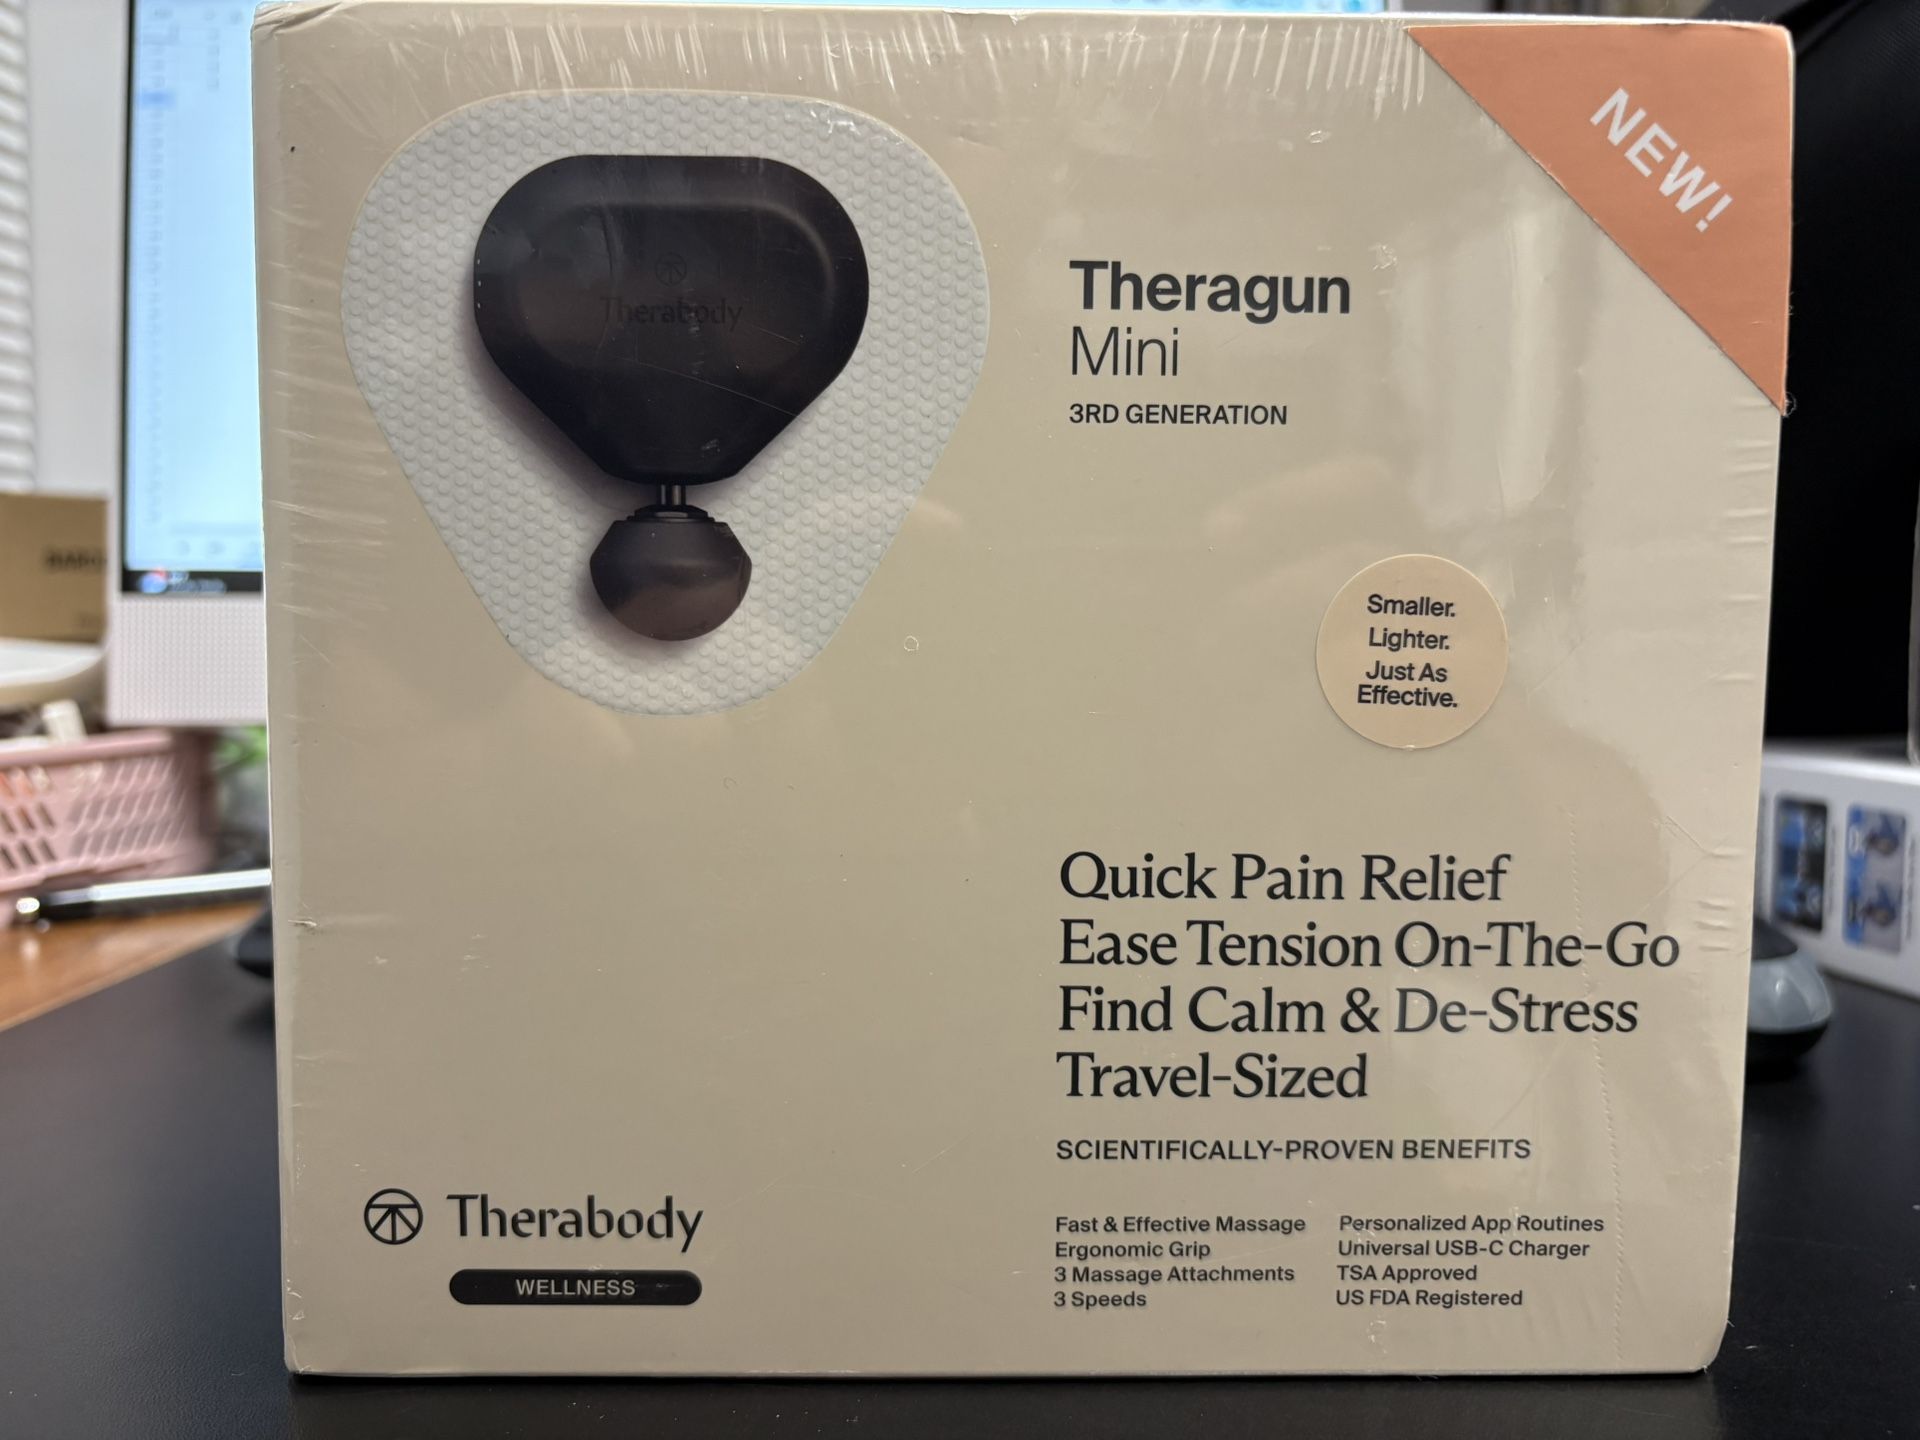 NEW!
Therabody
Theragun
Mini
3RD GENERATION
Smaller.
Lighter.
Just As
Effective.
Quick Pain Relief
Ease Tension On-The-Go
Find Calm & De-Stress
Travel-Sized
SCIENTIFICALLY-PROVEN BENEFITS
Fast & Effective Massage
Ergonomic Grip
3 Massage Attachments
3 Speeds
Personalized App Routines
Universal USB-C Charger
TSA Approved
US FDA Registered
Therabody
WELLNESS